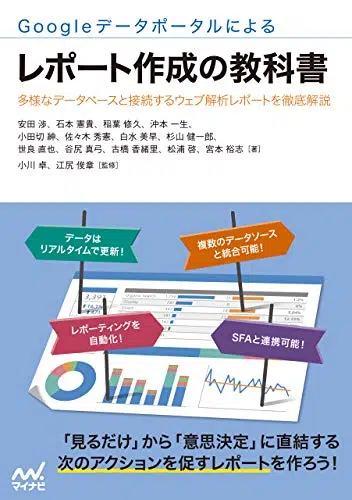 Googleデータポータルによる
レポート作成の教科書
多様なデータベースと接続するウェブ解析レポートを徹底解説
安田 渉、石本 憲貴、稲葉 修久、沖本 一生、
小田切 紳、佐々木 秀憲、白水 美早、杉山 健一郎、
世良 直也、谷尻 真弓、古橋 香緒里、松浦 啓、宮本 裕志 [著]
小川 卓、江尻 俊章 [監修]
データは
リアルタイムで更新!
複数のデータソース
と統合可能!
3,397
レポーティングを
自動化!
SFAと連携可能!
「見るだけ」から「意思決定」に直結する
次のアクションを促すレポートを作ろう!
マイナビ